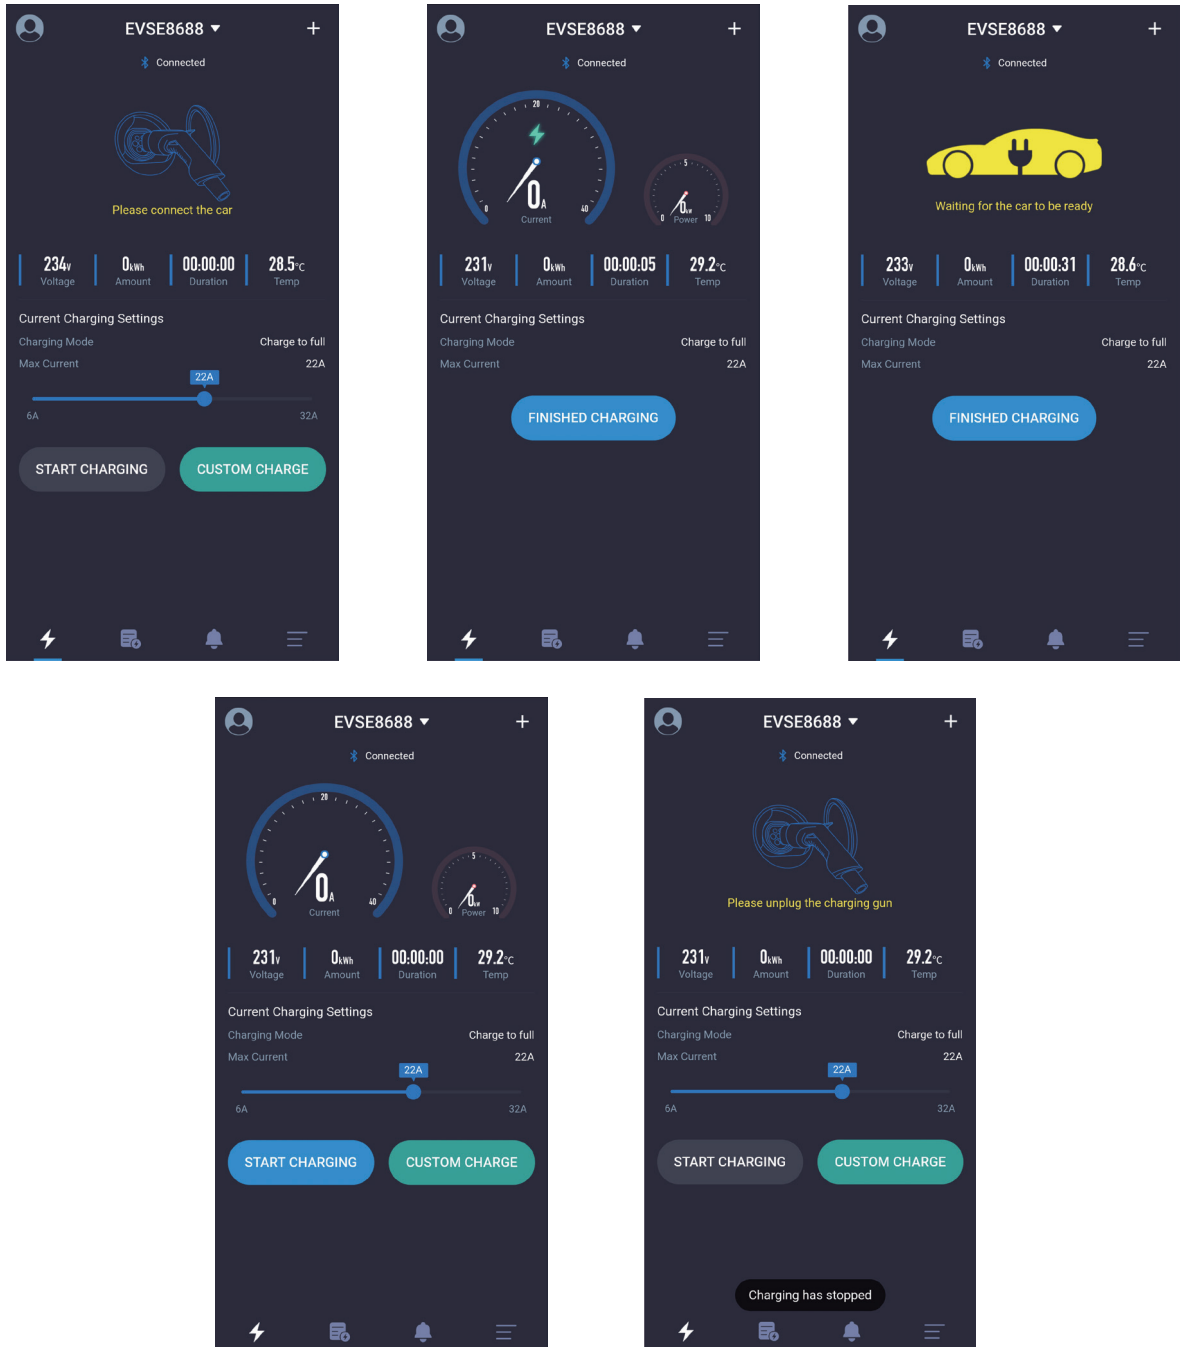 EVSE8688
Connected
Please connect the car
234V 0kWh 00:00:00 28.5°C
Voltage Amount Duration Temp
Current Charging Settings
Charging Mode Charge to full
Max Current 22A
22A
6A 32A
START CHARGING CUSTOM CHARGE
EVSE8688
Connected
20
0A
0 40
Current
5
0kW
0 Power 10
231V 0kWh 00:00:05 29.2°C
Voltage Amount Duration Temp
Current Charging Settings
Charging Mode Charge to full
Max Current 22A
FINISHED CHARGING
EVSE8688
Connected
Waiting for the car to be ready
233V 0kWh 00:00:31 28.6°C
Voltage Amount Duration Temp
Current Charging Settings
Charging Mode Charge to full
Max Current 22A
FINISHED CHARGING
EVSE8688
Connected
20
0A
0 40
Current
5
0kW
0 Power 10
231V 0kWh 00:00:00 29.2°C
Voltage Amount Duration Temp
Current Charging Settings
Charging Mode Charge to full
Max Current 22A
22A
6A 32A
START CHARGING CUSTOM CHARGE
EVSE8688
Connected
Please unplug the charging gun
231V 0kWh 00:00:00 29.2°C
Voltage Amount Duration Temp
Current Charging Settings
Charging Mode Charge to full
Max Current 22A
22A
6A 32A
START CHARGING CUSTOM CHARGE
Charging has stopped